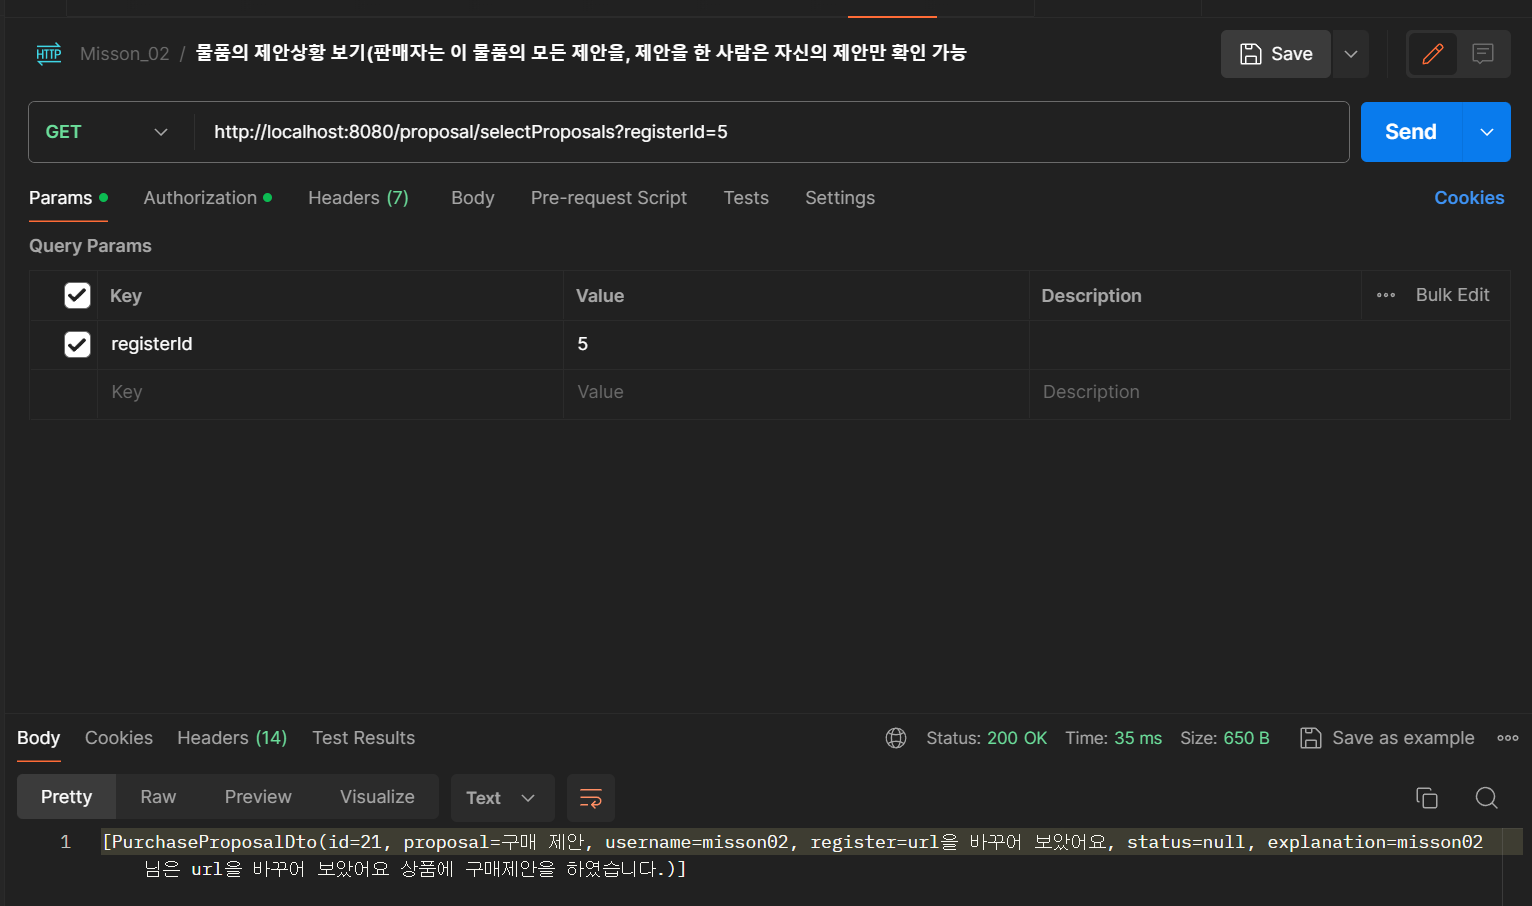 HTTP Misson_02 / 물품의 제안상황 보기(판매자는 이 물품의 모든 제안을, 제안을 한 사람은 자신의 제안만 확인 가능 Save
GET http://localhost:8080/proposal/selectProposals?registerId=5 Send
Params Authorization Headers (7) Body Pre-request Script Tests Settings Cookies
Query Params
Key Value Description Bulk Edit
registerId 5
Key Value Description
Body Cookies Headers (14) Test Results Status: 200 OK Time: 35 ms Size: 650 B Save as example
Pretty Raw Preview Visualize Text
1 [PurchaseProposalDto(id=21, proposal=구매 제안, username=misson02, register=url을 바꾸어 보았어요, status=null, explanation=misson02
님은 url을 바꾸어 보았어요 상품에 구매제안을 하였습니다.)]